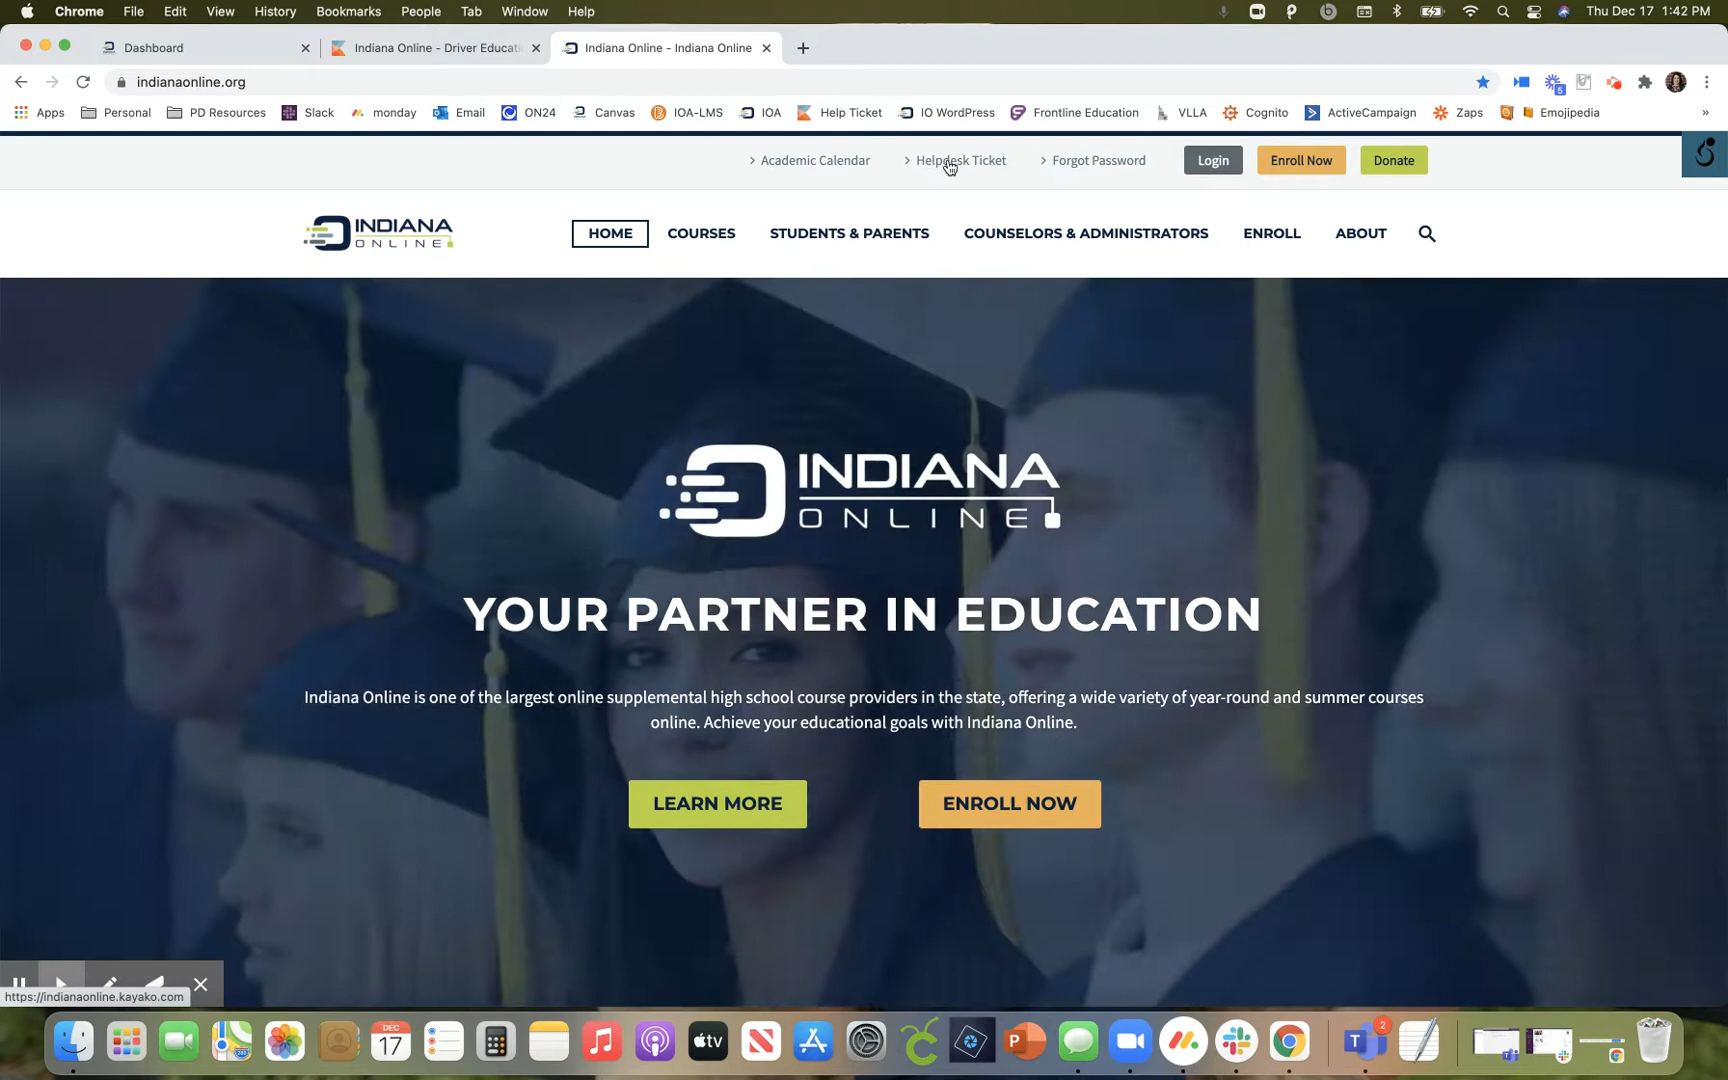 Chrome File Edit View History Bookmarks People Tab Window Help Thu Dec 17 1:42 PM
Dashboard Indiana Online - Driver Educati Indiana Online - Indiana Online
indianaonline.org
5
Apps Personal PD Resources Slack monday Email ON24 Canvas IOA-LMS IOA Help Ticket IO WordPress Frontline Education VLLA Cognito ActiveCampaign Zaps Emojipedia »
Academic Calendar Helpdesk Ticket Forgot Password Login Enroll Now Donate
INDIANA
ONLINE
HOME COURSES STUDENTS & PARENTS COUNSELORS & ADMINISTRATORS ENROLL ABOUT
INDIANA
ONLINE
YOUR PARTNER IN EDUCATION
Indiana Online is one of the largest online supplemental high school course providers in the state, offering a wide variety of year-round and summer courses
online. Achieve your educational goals with Indiana Online.
LEARN MORE ENROLL NOW
https://indianaonline.kayako.com
DEC
17
tv
P
2